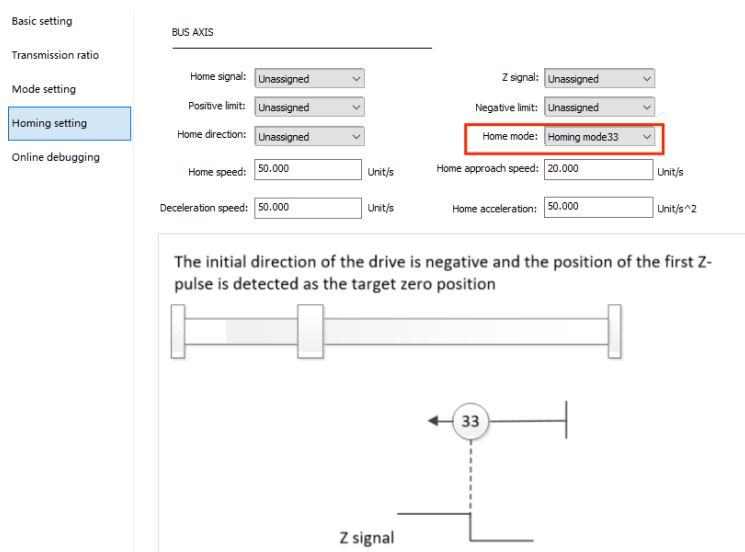 Basic setting
Transmission ratio
Mode setting
Homing setting
Online debugging
BUS AXIS
Home signal: Unassigned Z signal: Unassigned
Positive limit: Unassigned Negative limit: Unassigned
Home direction: Unassigned Home mode: Homing mode33
Home speed: 50.000 Unit/s Home approach speed: 20.000 Unit/s
Deceleration speed: 50.000 Unit/s Home acceleration: 50.000 Unit/s^2
The initial direction of the drive is negative and the position of the first Z-
pulse is detected as the target zero position
33
Z signal